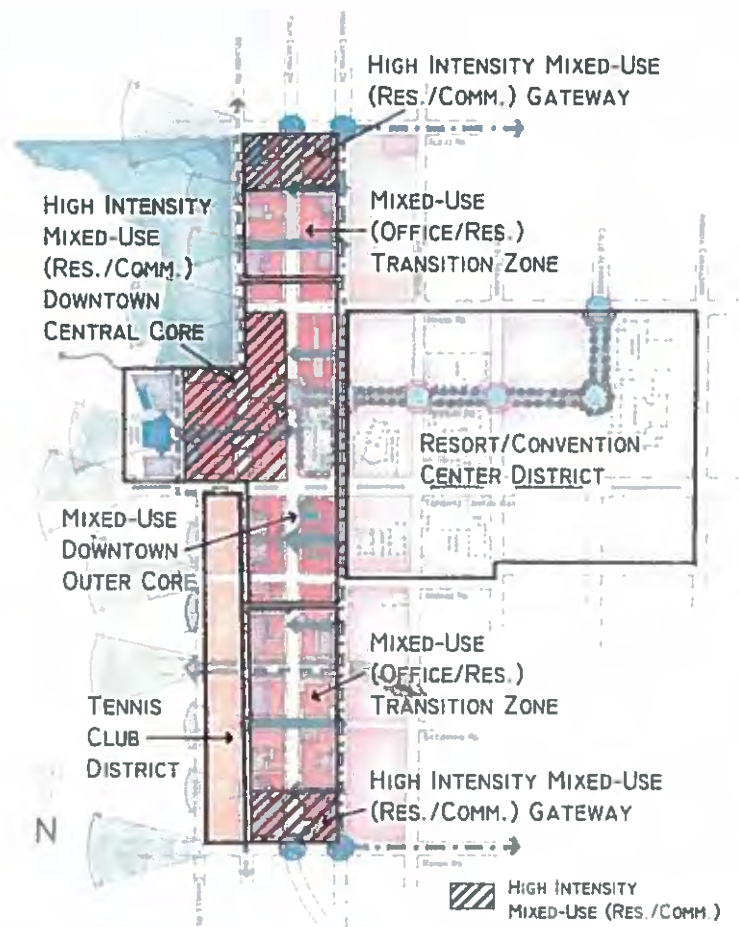 HIGH INTENSITY MIXED-USE
(RES./COMM.) GATEWAY
HIGH INTENSITY
MIXED-USE
(RES./COMM.)
DOWNTOWN
CENTRAL CORE
MIXED-USE
(OFFICE/RES.)
TRANSITION ZONE
RESORT/CONVENTION
CENTER DISTRICT
MIXED-USE
DOWNTOWN
OUTER CORE
MIXED-USE
(OFFICE/RES.)
TRANSITION ZONE
TENNIS
CLUB
DISTRICT
HIGH INTENSITY MIXED-USE
(RES./COMM.) GATEWAY
N
HIGH INTENSITY
MIXED-USE (RES./COMM.)